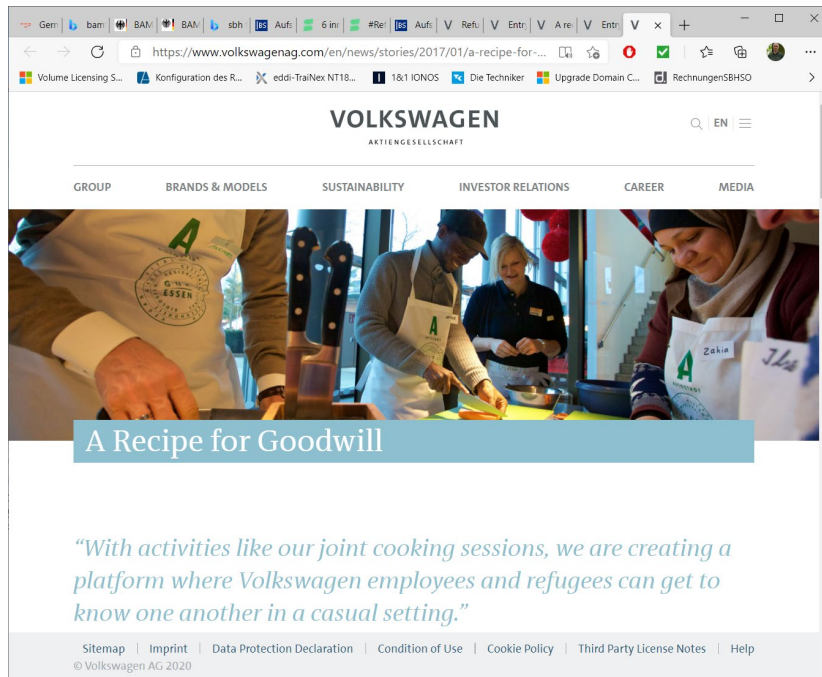 Gerr
bam
BAM
BAM
sbh
Aufs
6 inr
#Ref
Aufs
Refu
Entr
A re
Entr
https://www.volkswagenag.com/en/news/stories/2017/01/a-recipe-for-...
Volume Licensing S...
Konfiguration des R...
eddi-TraiNex NT18...
1&1 IONOS
Die Techniker
Upgrade Domain C...
RechnungenSBHSO
VOLKSWAGEN
AKTIENGESELLSCHAFT
EN
GROUP BRANDS & MODELS SUSTAINABILITY INVESTOR RELATIONS CAREER MEDIA
ESSEN
Zahia
A Recipe for Goodwill
“With activities like our joint cooking sessions, we are creating a
platform where Volkswagen employees and refugees can get to
know one another in a casual setting.”
Sitemap | Imprint | Data Protection Declaration | Condition of Use | Cookie Policy | Third Party License Notes | Help
© Volkswagen AG 2020